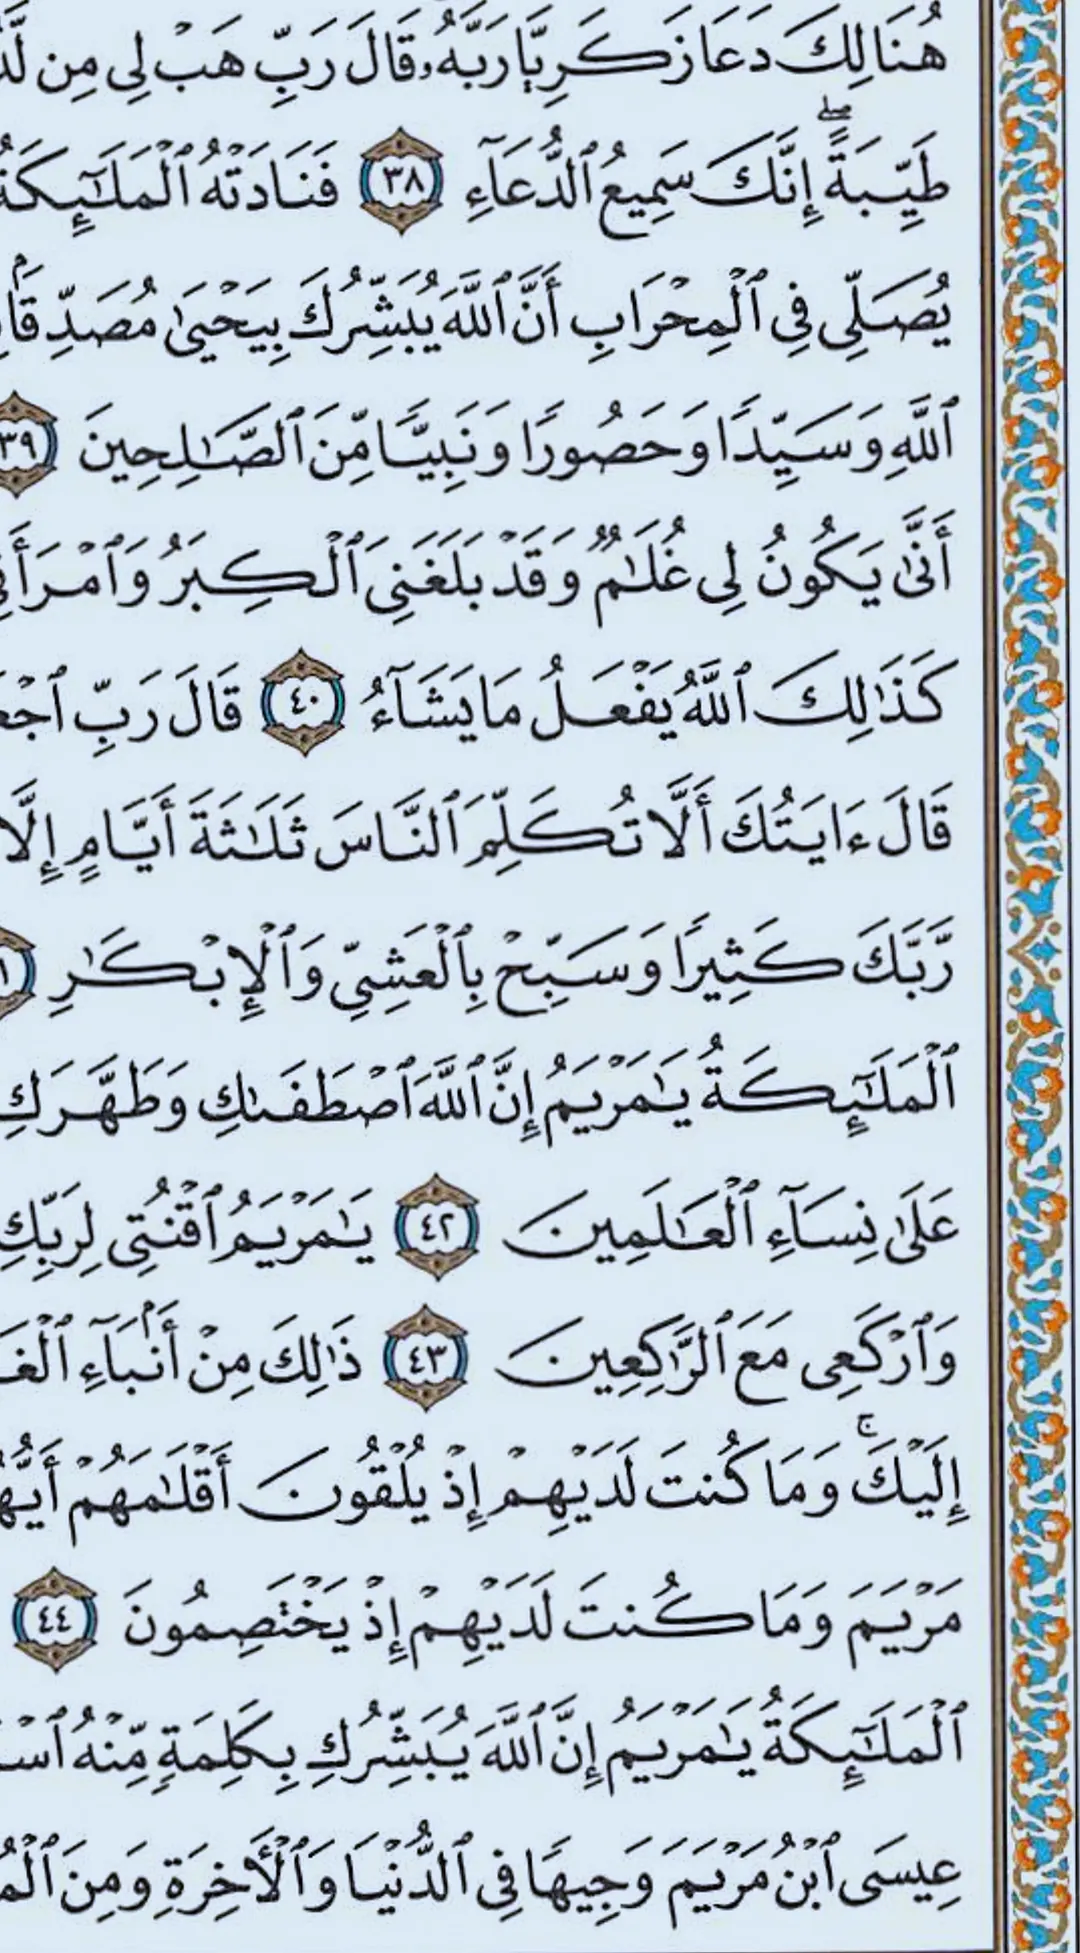 هُنَالِكَ دَعَا زَكَرِيَّا رَبَّهُۥ قَالَ رَبِّ هَبْ لِى مِن
طَيِّبَةً ۖ إِنَّكَ سَمِيعُ ٱلدُّعَآءِ ٣٨ فَنَادَتْهُ ٱلْمَلَٰٓئِكَةُ
يُصَلِّى فِى ٱلْمِحْرَابِ أَنَّ ٱللَّهَ يُبَشِّرُكَ بِيَحْيَىٰ مُصَدِّقًۢا
ٱللَّهِ وَسَيِّدًا وَحَصُورًا وَنَبِيًّا مِّنَ ٱلصَّٰلِحِينَ ٣٩
أَنَّىٰ يَكُونُ لِى غُلَٰمٌ وَقَدْ بَلَغَنِىَ ٱلْكِبَرُ
كَذَٰلِكَ ٱللَّهُ يَفْعَلُ مَا يَشَآءُ ٤٠ قَالَ رَبِّ
قَالَ ءَايَتُكَ أَلَّا تُكَلِّمَ ٱلنَّاسَ ثَلَٰثَةَ أَيَّامٍ إِلَّا
رَّبَّكَ كَثِيرًا وَسَبِّحْ بِٱلْعَشِىِّ وَٱلْإِبْكَٰرِ
ٱلْمَلَٰٓئِكَةُ يَٰمَرْيَمُ إِنَّ ٱللَّهَ ٱصْطَفَىٰكِ وَطَهَّرَكِ
عَلَىٰ نِسَآءِ ٱلْعَٰلَمِينَ ٤٢ يَٰمَرْيَمُ ٱقْنُتِى لِرَبِّكِ
وَٱرْكَعِى مَعَ ٱلرَّٰكِعِينَ ٤٣ ذَٰلِكَ مِنْ أَنۢبَآءِ
إِلَيْكَ ۚ وَمَا كُنتَ لَدَيْهِمْ إِذْ يُلْقُونَ أَقْلَٰمَهُمْ
مَرْيَمَ وَمَا كُنتَ لَدَيْهِمْ إِذْ يَخْتَصِمُونَ ٤٤
ٱلْمَلَٰٓئِكَةُ يَٰمَرْيَمُ إِنَّ ٱللَّهَ يُبَشِّرُكِ بِكَلِمَةٍ مِّنْهُ
عِيسَى ٱبْنُ مَرْيَمَ وَجِيهًا فِى ٱلدُّنْيَا وَٱلْأَخِرَةِ وَمِنَ